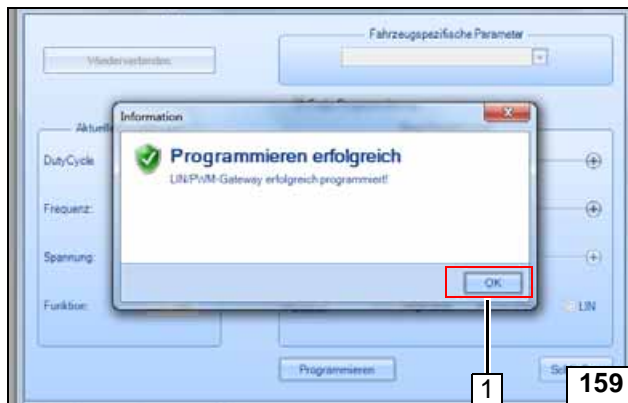 Fahrzeugspezifische Parameter
Wiederverbinden
Information
Programmieren erfolgreich
LIN/PWM-Gateway erfolgreich programmiert!
OK
DutyCycle
Frequenz:
Spannung:
Funktion:
LIN
Programmieren
1
159